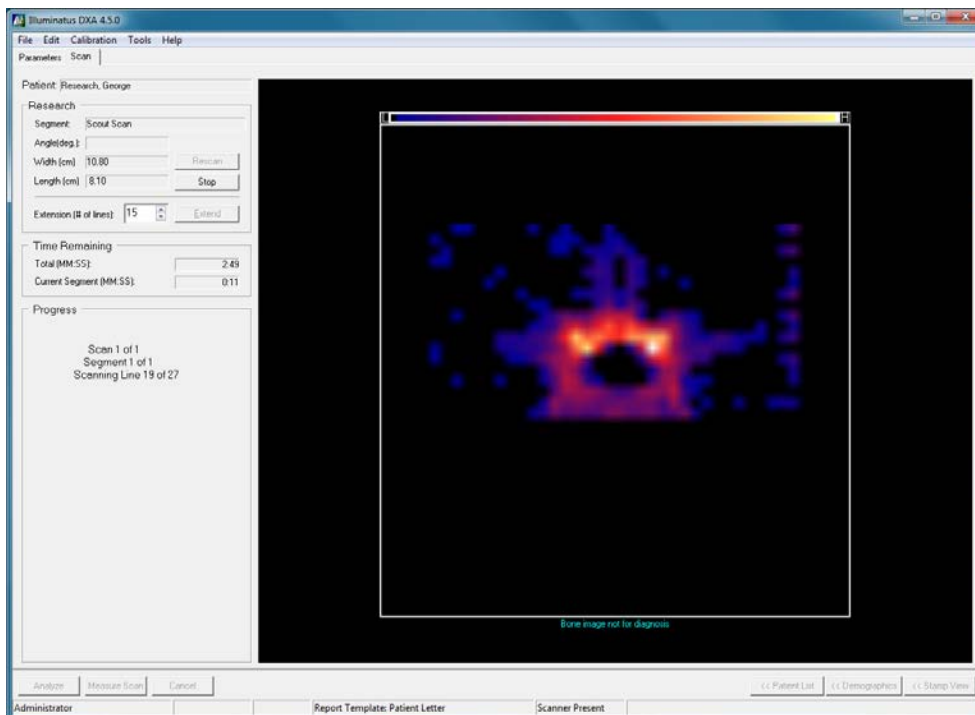 Illuminatus DXA 4.5.0
File Edit Calibration Tools Help
Parameters Scan
Patient: Research, George
Research
Segment: Scout Scan
Angle(deg.):
Width (cm) 10.80 Rescan
Length (cm) 8.10 Stop
Extension (# of lines): 15 Extend
Time Remaining
Total (MM:SS): 2:49
Current Segment (MM:SS): 0:11
Progress
Scan 1 of 1
Segment 1 of 1
Scanning Line 19 of 27
L H
Bone image not for diagnosis
Analyze Measure Scan Cancel << Patient List << Demographics << Stamp View
Administrator Report Template: Patient Letter Scanner Present